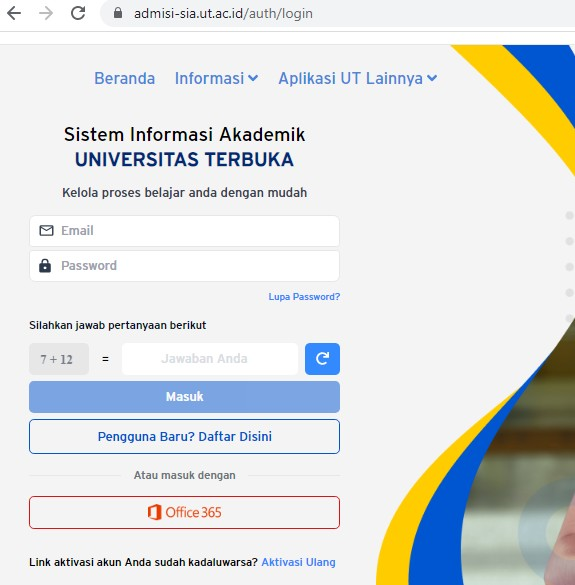 admisi-sia.ut.ac.id/auth/login
Beranda Informasi Aplikasi UT Lainnya
Sistem Informasi Akademik
UNIVERSITAS TERBUKA
Kelola proses belajar anda dengan mudah
Email
Password
Lupa Password?
Silahkan jawab pertanyaan berikut
7 + 12 = Jawaban Anda
Masuk
Pengguna Baru? Daftar Disini
Atau masuk dengan
Office 365
Link aktivasi akun Anda sudah kadaluwarsa? Aktivasi Ulang